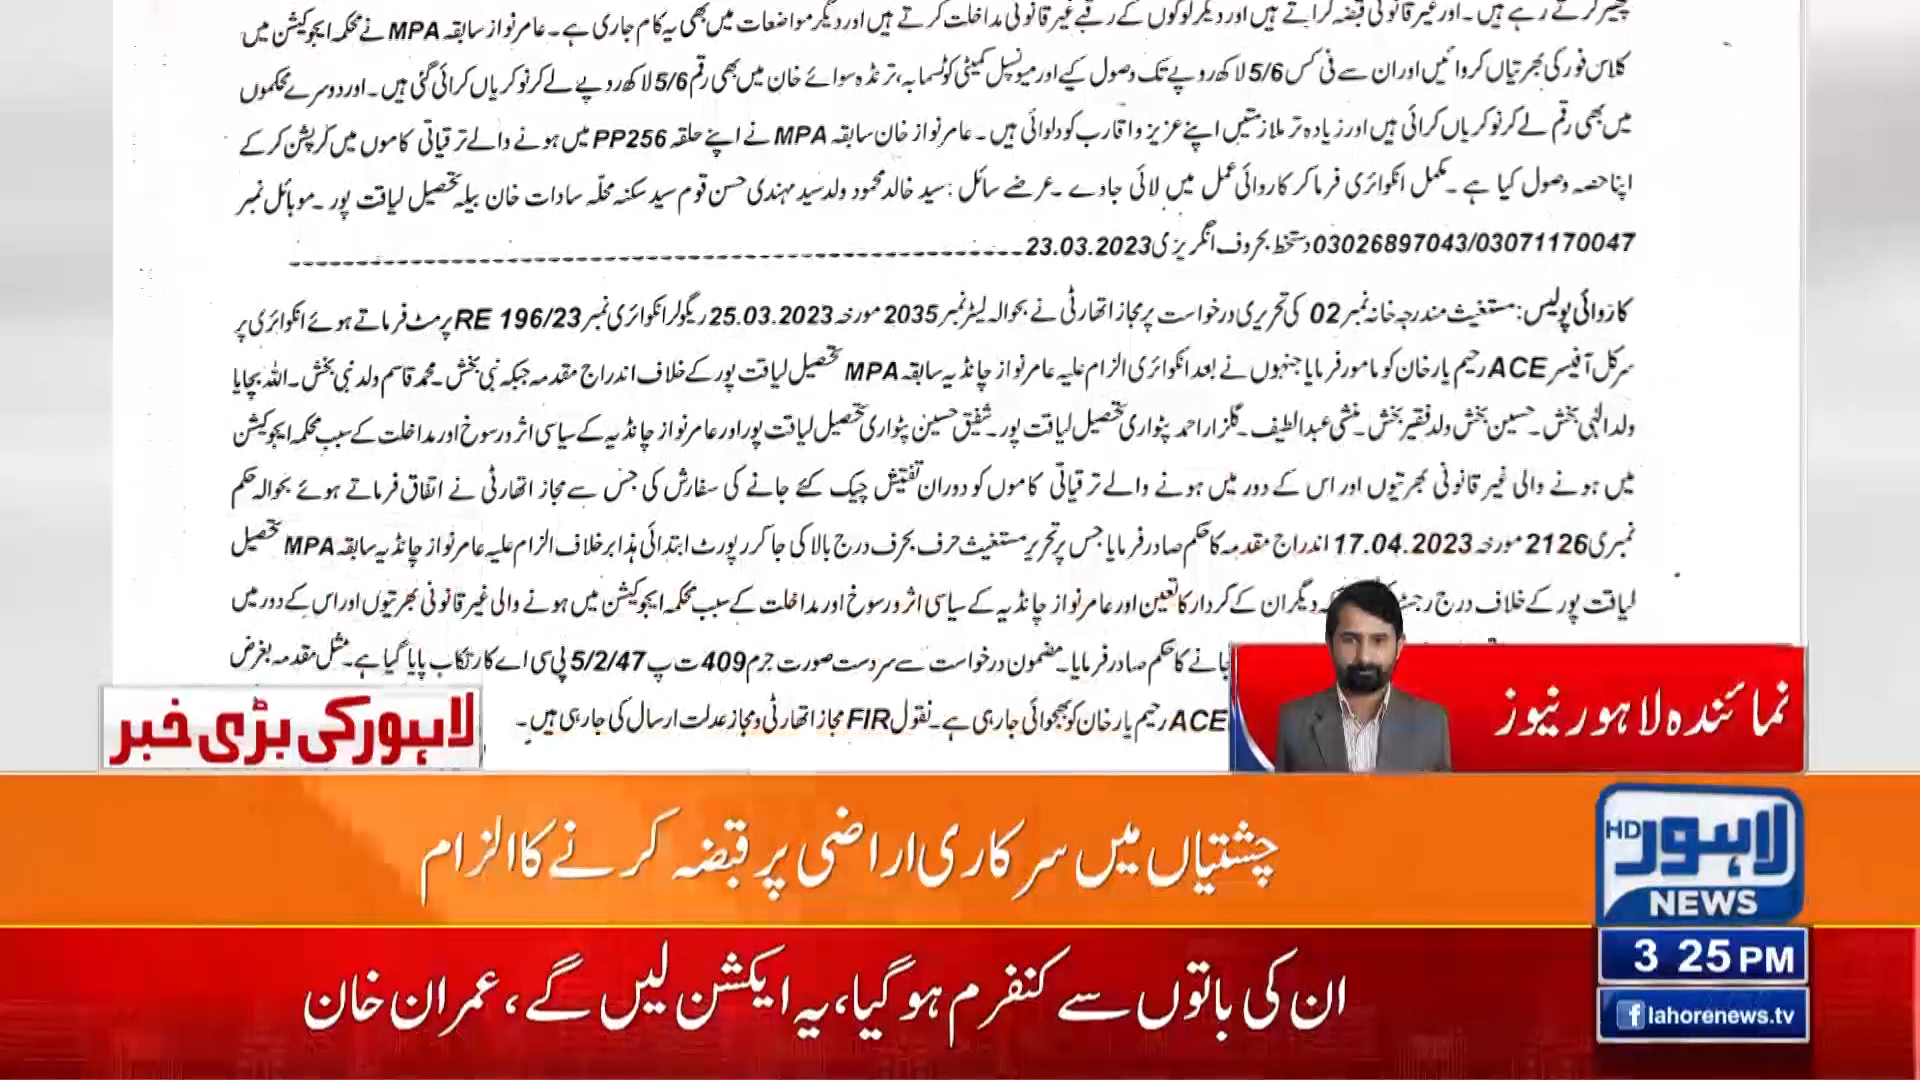 چھیڑ کرتے رہے ہیں۔ اور غیر قانونی قبضہ کراتے ہیں اور دیگر لوگوں کے رقبے غیر قانونی مداخلت کرتے ہیں اور دیگر مواضعات میں بھی یہ کام جاری ہے۔ عامر نواز سابقہ MPA نے محکمہ ایجوکیشن میں
کلاس فور کی بھرتیاں کروائیں اور ان سے فی کس 5/6 لاکھ روپے تک وصول کیے اور میونسپل کمیٹی کوٹسمابہ، ترنڈہ سوائے خان میں بھی رقم 5/6 لاکھ روپے لے کر نوکریاں کرائی گئی ہیں۔ اور دوسرے محکموں
میں بھی رقم لے کر نوکریاں کرائی ہیں اور زیادہ تر ملازمتیں اپنے عزیز و اقارب کو دلوائی ہیں۔ عامر نواز خان سابقہ MPA نے اپنے حلقہ PP256 میں ہونے والے ترقیاتی کاموں میں کرپشن کر کے
اپنا حصہ وصول کیا ہے۔ مکمل انکوائری فرما کر کاروائی عمل میں لائی جاوے۔ عرضے سائل: سید خالد محمود ولد سید مہندی حسن قوم سید سکنہ محلہ سادات خان بیلہ تحصیل لیاقت پور۔ موبائل نمبر
03026897043/03071170047 دستخط بحروف انگریزی 23.03.2023
کاروائی پولیس: مستغیث مندرجہ خانہ نمبر 02 کی تحریری درخواست پر مجاز اتھارٹی نے بحوالہ لیٹر نمبر 2035 مورخہ 25.03.2023 ریگولر انکوائری نمبر RE 196/23 پرمٹ فرماتے ہوئے انکوائری پر
سرکل آفیسر ACE رحیم یار خان کو مامور فرمایا جنہوں نے بعد انکوائری الزام علیہ عامر نواز چانڈیہ سابقہ MPA تحصیل لیاقت پور کے خلاف اندراج مقدمہ جبکہ نبی بخش۔ محمد قاسم ولد نبی بخش۔ اللہ بچایا
ولد الٰہی بخش۔ حسین بخش ولد فقیر بخش۔ منشی عبداللطیف۔ گلزار احمد پٹواری تحصیل لیاقت پور۔ شفیق حسین پٹواری تحصیل لیاقت پور اور عامر نواز چانڈیہ کے سیاسی اثر و رسوخ اور مداخلت کے سبب محکمہ ایجوکیشن
میں ہونے والی غیر قانونی بھرتیوں اور اس کے دور میں ہونے والے ترقیاتی کاموں کو دوران تفتیش چیک کئے جانے کی سفارش کی جس سے مجاز اتھارٹی نے اتفاق فرماتے ہوئے بحوالہ حکم
نمبری 2126 مورخہ 17.04.2023 اندراج مقدمہ کا حکم صادر فرمایا جس پر تحریر مستغیث حرف بحرف درج بالا کی جا کر رپورٹ ابتدائی ہذا برخلاف الزام علیہ عامر نواز چانڈیہ سابقہ MPA تحصیل
لیاقت پور کے خلاف درج رجسٹر دیگران کے کردار کا تعین اور عامر نواز چانڈیہ کے سیاسی اثر و رسوخ اور مداخلت کے سبب محکمہ ایجوکیشن میں ہونے والی غیر قانونی بھرتیوں اور اس کے دور میں
جانے کا حکم صادر فرمایا۔ مضمون درخواست سے سردست صورت جرم 409 ت پ 5/2/47 پی سی اے کا ارتکاب پایا گیا ہے۔ مثل مقدمہ بغرض
ACE رحیم یار خان کو بھجوائی جا رہی ہے۔ نقول FIR مجاز اتھارٹی و مجاز عدلت ارسال کی جا رہی ہیں۔
نمائندہ لاہور نیوز
لاہور کی بڑی خبر
چشتیاں میں سرکاری اراضی پر قبضہ کرنے کا الزام
لاہور HD
NEWS
3 25 PM
ان کی باتوں سے کنفرم ہو گیا، یہ ایکشن لیں گے، عمران خان
lahorenews.tv